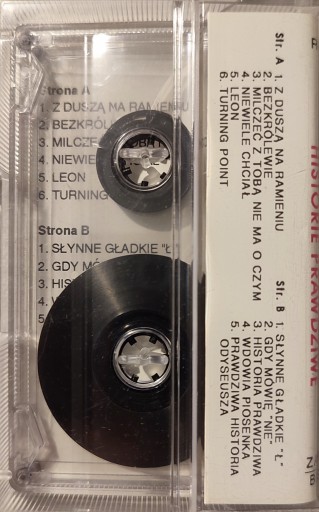 Strona A
1. Z DUSZĄ NA RAMIENIU
2. BEZKRÓL
3. MILCZE
4. NIEWIE
5. LEON
6. TURNING
Strona B
1. SŁYNNE GŁADKIE "Ł"
2. GDY MÓ
3. HIS
4. W
5.
Str. A
1. Z DUSZĄ NA RAMIENIU
2. BEZKRÓLEWIE
3. MILCZEĆ Z TOBĄ NIE MA O CZYM
4. NIEWIELE CHCIAŁ
5. LEON
6. TURNING POINT
Str. B
1. SŁYNNE GŁADKIE "Ł"
2. GDY MÓWIĘ "NIE"
3. HISTORIA PRAWDZIWA
4. WDOWIA PIOSENKA
5. PRAWDZIWA HISTORIA
ODYSEUSZA
HISTORIE PRAWDZIWE